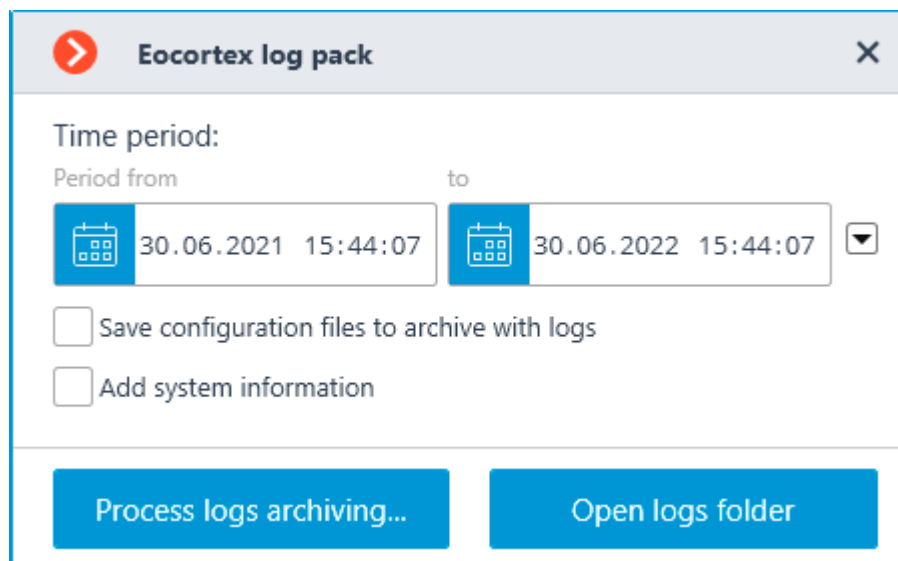 Eocortex log pack
Time period:
Period from to
30.06.2021 15:44:07 30.06.2022 15:44:07
Save configuration files to archive with logs
Add system information
Process logs archiving... Open logs folder